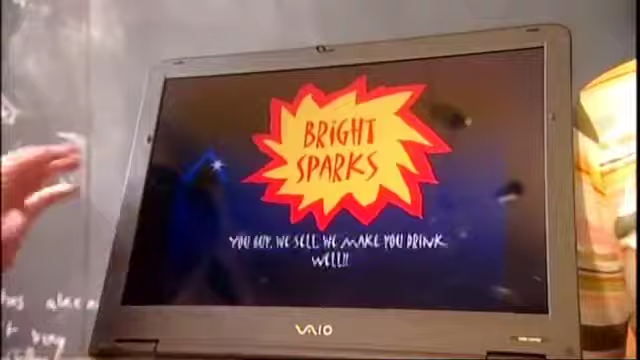 BRIGHT
SPARKS
YOU BUY, WE SELL, WE MAKE YOU DRINK
WELL!!
VAIO